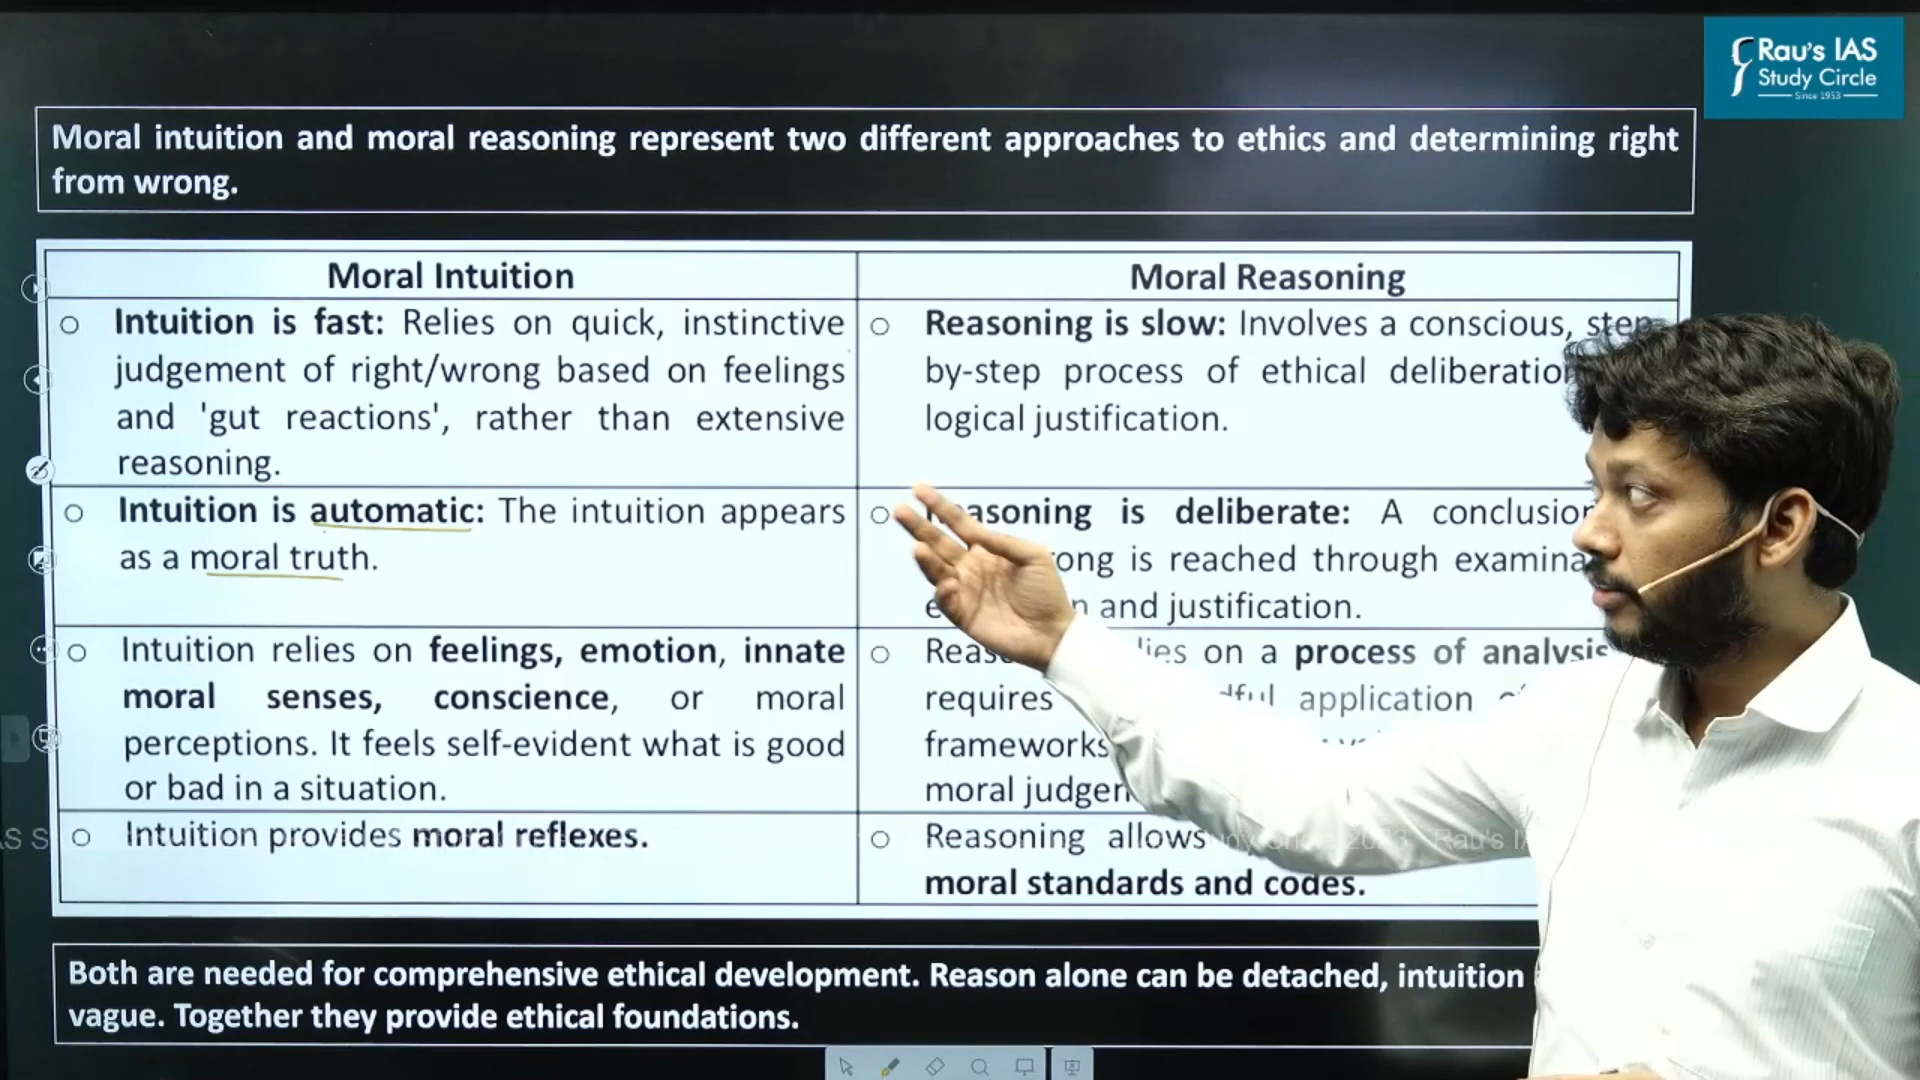 Rau's IAS
Study Circle
Since 1953
Moral intuition and moral reasoning represent two different approaches to ethics and determining right
from wrong.
Moral Intuition
Moral Reasoning
Intuition is fast: Relies on quick, instinctive
judgement of right/wrong based on feelings
and 'gut reactions', rather than extensive
reasoning.
Reasoning is slow: Involves a conscious, step
by-step process of ethical
logical justification.
Intuition is automatic: The intuition appears
as a moral truth.
is deliberate: A
is reached through
and justification.
Intuition relies on feelings, emotion, innate
moral senses, conscience, or moral
perceptions. It feels self-evident what is good
or bad in a situation.
on a process of analysis
requires application
frameworks
moral
Intuition provides moral reflexes.
Reasoning allows
moral standards and codes.
Both are needed for comprehensive ethical development. Reason alone can be detached, intuition
vague. Together they provide ethical foundations.